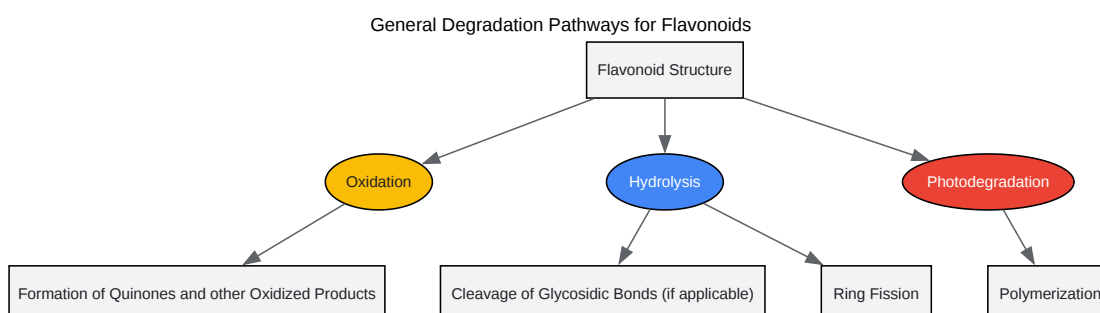 General Degradation Pathways for Flavonoids
Flavonoid Structure
Oxidation
Hydrolysis
Photodegradation
Formation of Quinones and other Oxidized Products
Cleavage of Glycosidic Bonds (if applicable)
Ring Fission
Polymerization